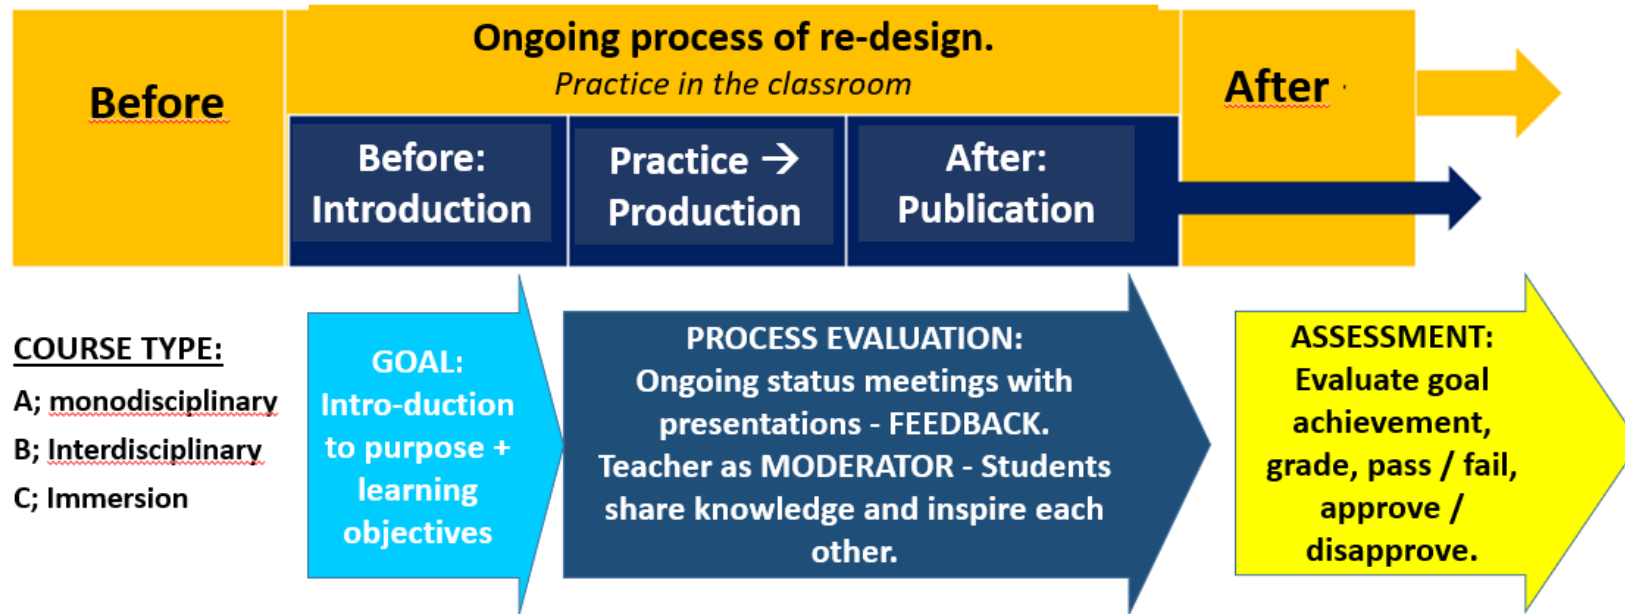 Before
Ongoing process of re-design.
Practice in the classroom
After
Before:
Introduction
Practice →
Production
After:
Publication
COURSE TYPE:
A; monodisciplinary
B; Interdisciplinary
C; Immersion
GOAL:
Intro-duction
to purpose +
learning
objectives
PROCESS EVALUATION:
Ongoing status meetings with
presentations - FEEDBACK.
Teacher as MODERATOR - Students
share knowledge and inspire each
other.
ASSESSMENT:
Evaluate goal
achievement,
grade, pass / fail,
approve /
disapprove.